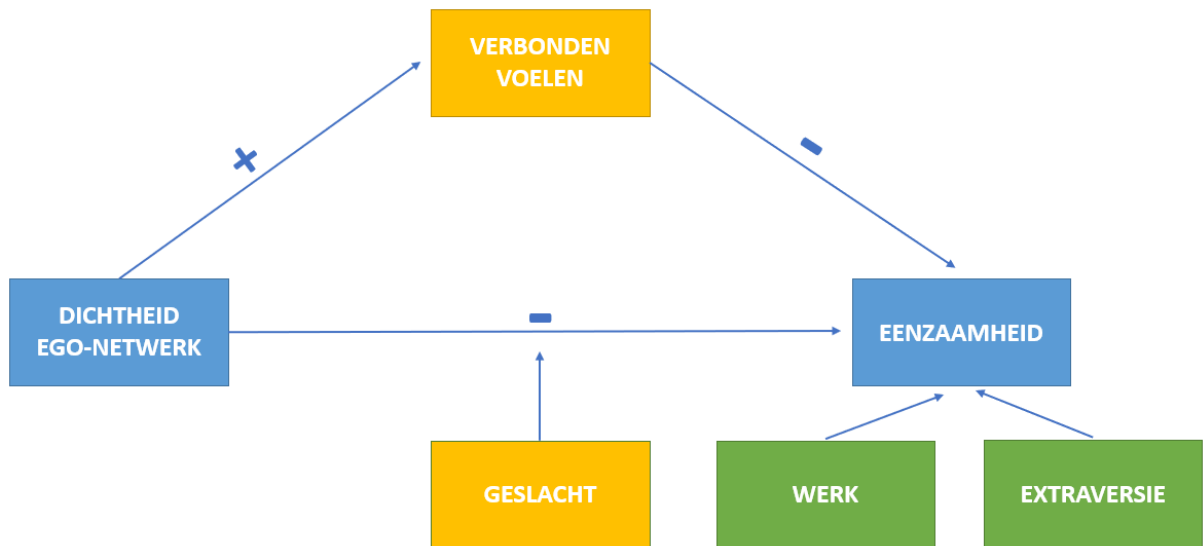 VERBONDEN
VOELEN
+
-
DICHTHEID
EGO-NETWERK
-
EENZAAMHEID
GESLACHT
WERK
EXTRAVERSIE